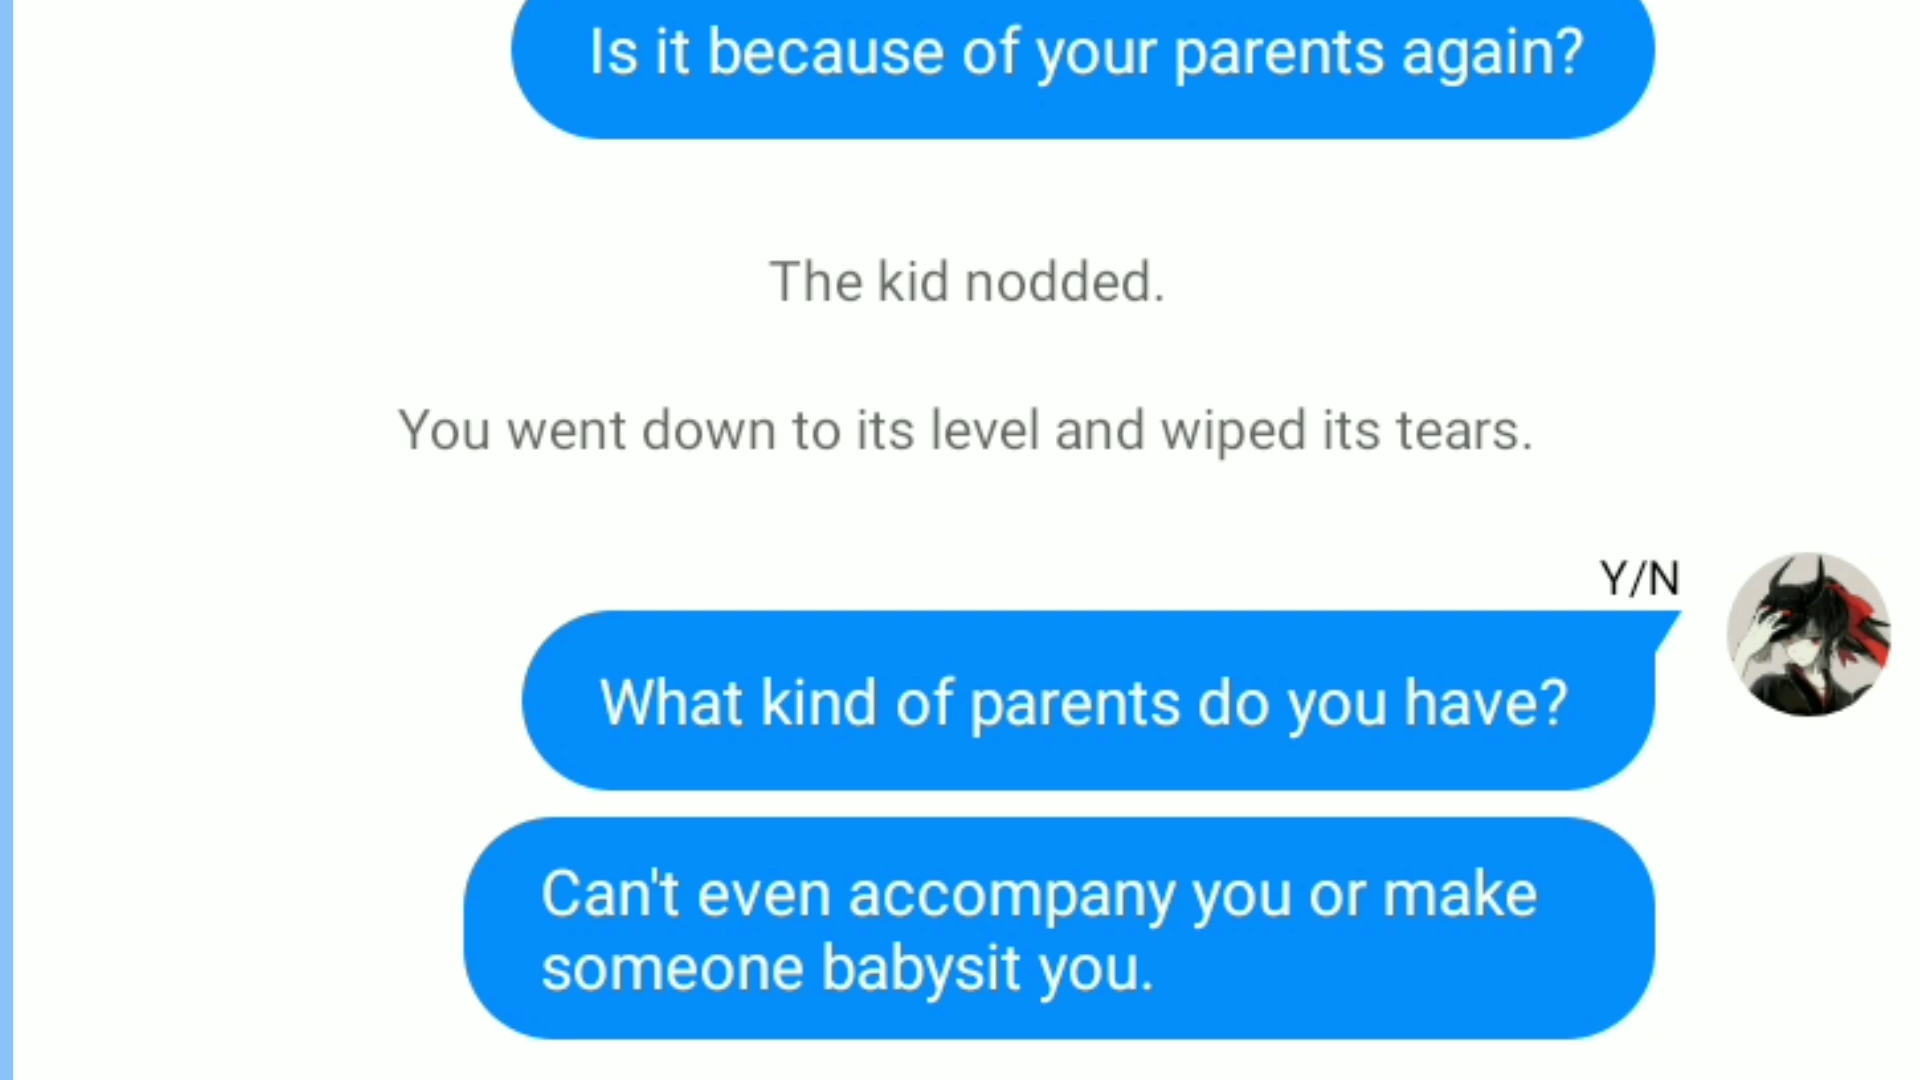 Is it because of your parents again?
The kid nodded.
You went down to its level and wiped its tears.
Y/N
What kind of parents do you have?
Can't even accompany you or make
someone babysit you.